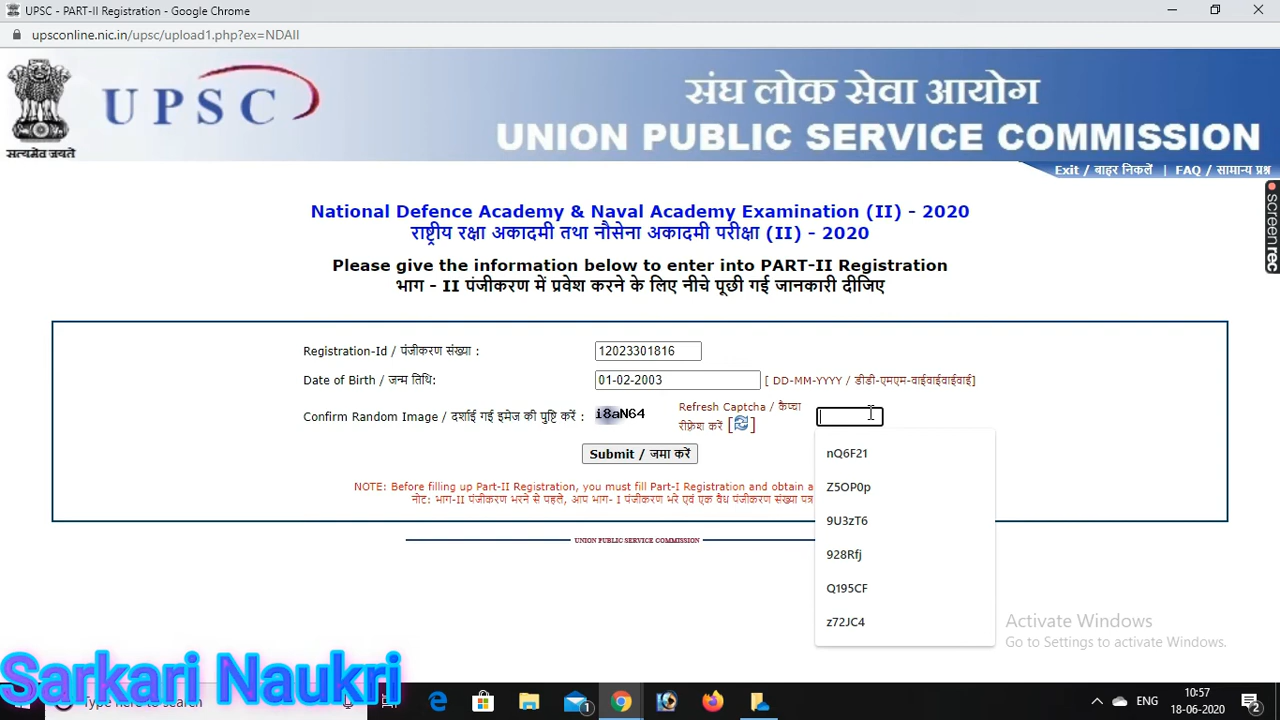 UPSC - PART-II Registration - Google Chrome
upsconline.nic.in/upsc/upload1.php?ex=NDAII
सत्यमेव जयते
UPSC
संघ लोक सेवा आयोग
UNION PUBLIC SERVICE COMMISSION
Exit / बाहर निकलें | FAQ / सामान्य प्रश्न
National Defence Academy & Naval Academy Examination (II) - 2020
राष्ट्रीय रक्षा अकादमी तथा नौसेना अकादमी परीक्षा (II) - 2020
Please give the information below to enter into PART-II Registration
भाग - II पंजीकरण में प्रवेश करने के लिए नीचे पूछी गई जानकारी दीजिए
Registration-Id / पंजीकरण संख्या : 12023301816
Date of Birth / जन्म तिथि: 01-02-2003 [ DD-MM-YYYY / डीडी-एमएम-वाईवाईवाईवाई]
Confirm Random Image / दर्शाई गई इमेज की पुष्टि करें : i8aN64 Refresh Captcha / कैप्चा
रीफ़्रेश करें [ ]
Submit / जमा करें
nQ6F21
Z5OP0p
9U3zT6
928Rfj
Q195CF
z72JC4
NOTE: Before filling up Part-II Registration, you must fill Part-I Registration and obtain a
नोट: भाग-II पंजीकरण भरने से पहले, आप भाग- I पंजीकरण भरें एवं एक वैध पंजीकरण संख्या पत्र
UNION PUBLIC SERVICE COMMISSION
screenrec
Activate Windows
Go to Settings to activate Windows.
Sarkari Naukri
Type here to search
1
ENG
10:57
18-06-2020
2